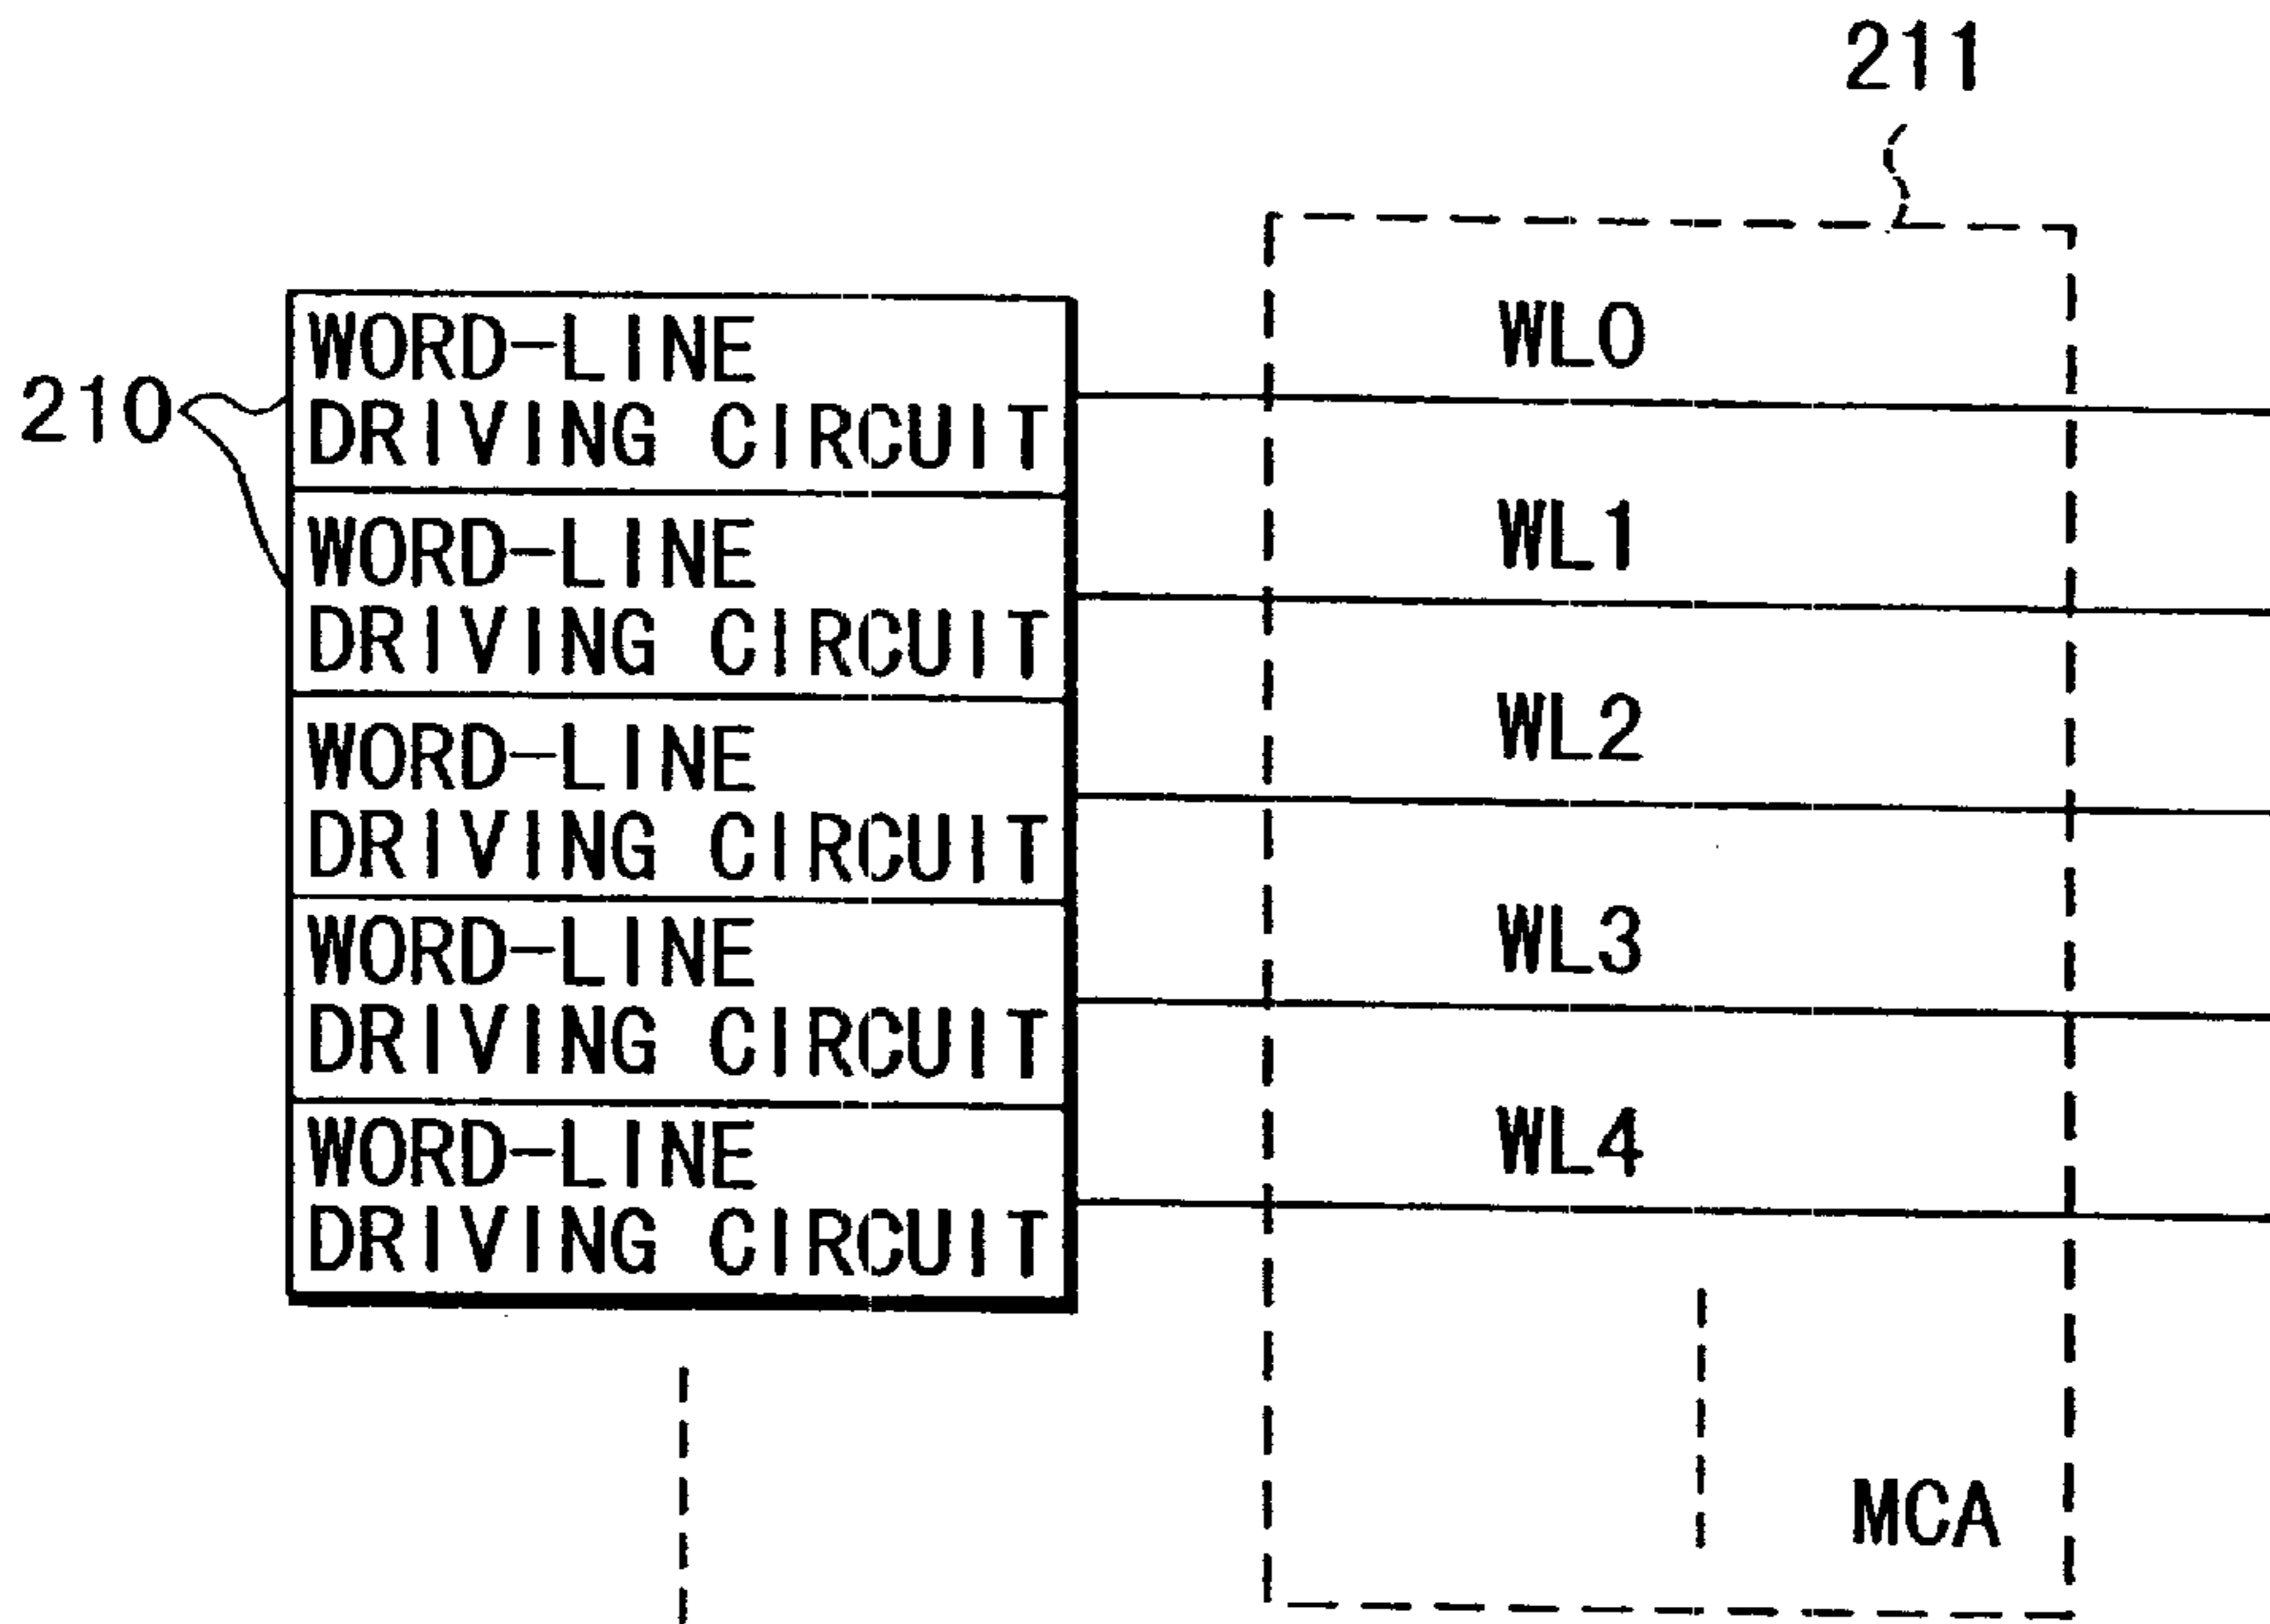 211
WORD-LINE
DRIVING CIRCUIT
WL0
210
WORD-LINE
DRIVING CIRCUIT
WL1
WORD-LINE
DRIVING CIRCUIT
WL2
WORD-LINE
DRIVING CIRCUIT
WL3
WORD-LINE
DRIVING CIRCUIT
WL4
MCA